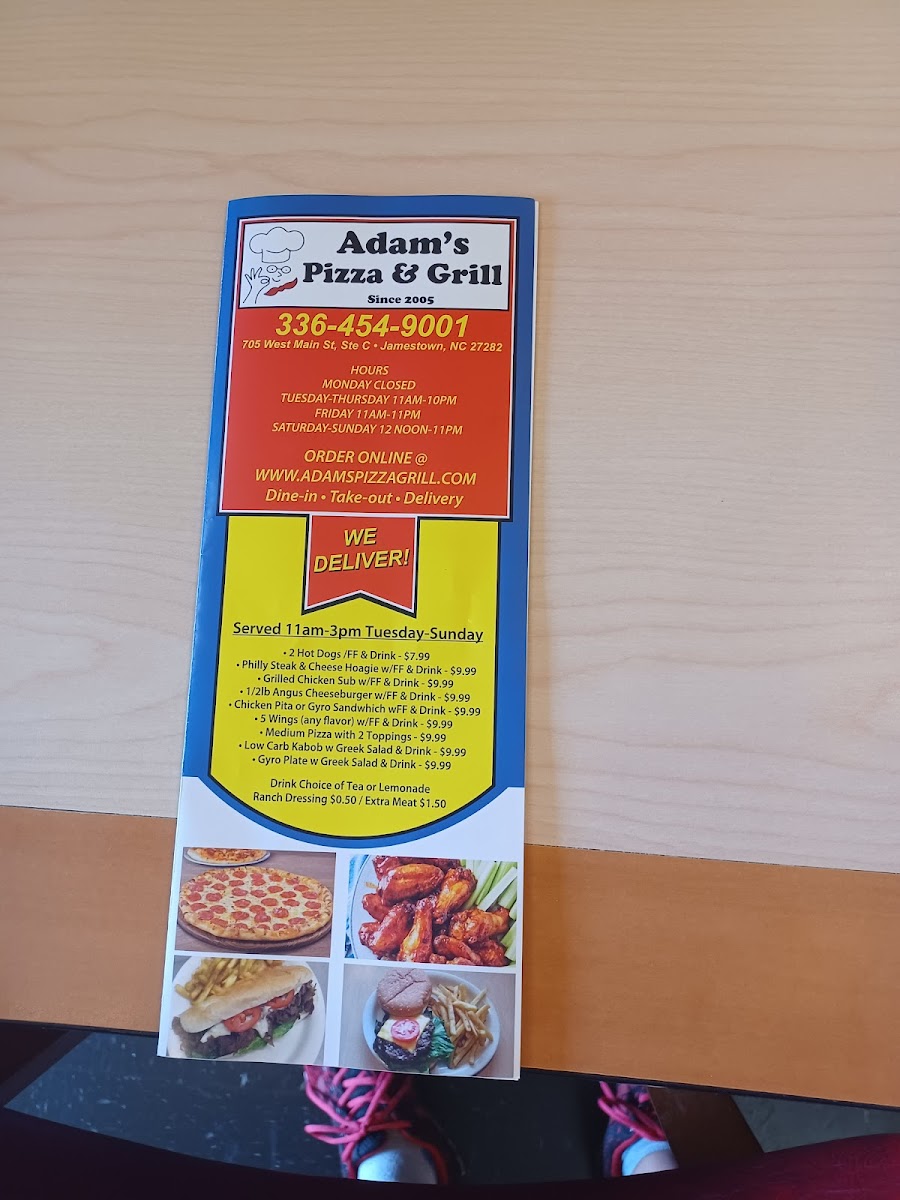 Adam's
Pizza & Grill
Since 2005
336-454-9001
705 West Main St, Ste C • Jamestown, NC 27282
HOURS
MONDAY CLOSED
TUESDAY-THURSDAY 11AM-10PM
FRIDAY 11AM-11PM
SATURDAY-SUNDAY 12 NOON-11PM
ORDER ONLINE @
WWW.ADAMSPIZZAGRILL.COM
Dine-in • Take-out • Delivery
WE
DELIVER!
Served 11am-3pm Tuesday-Sunday
• 2 Hot Dogs /FF & Drink - $7.99
• Philly Steak & Cheese Hoagie w/FF & Drink - $9.99
• Grilled Chicken Sub w/FF & Drink - $9.99
• 1/2lb Angus Cheeseburger w/FF & Drink - $9.99
• Chicken Pita or Gyro Sandwhich wFF & Drink - $9.99
• 5 Wings (any flavor) w/FF & Drink - $9.99
• Medium Pizza with 2 Toppings - $9.99
• Low Carb Kabob w Greek Salad & Drink - $9.99
• Gyro Plate w Greek Salad & Drink - $9.99
Drink Choice of Tea or Lemonade
Ranch Dressing $0.50 / Extra Meat $1.50